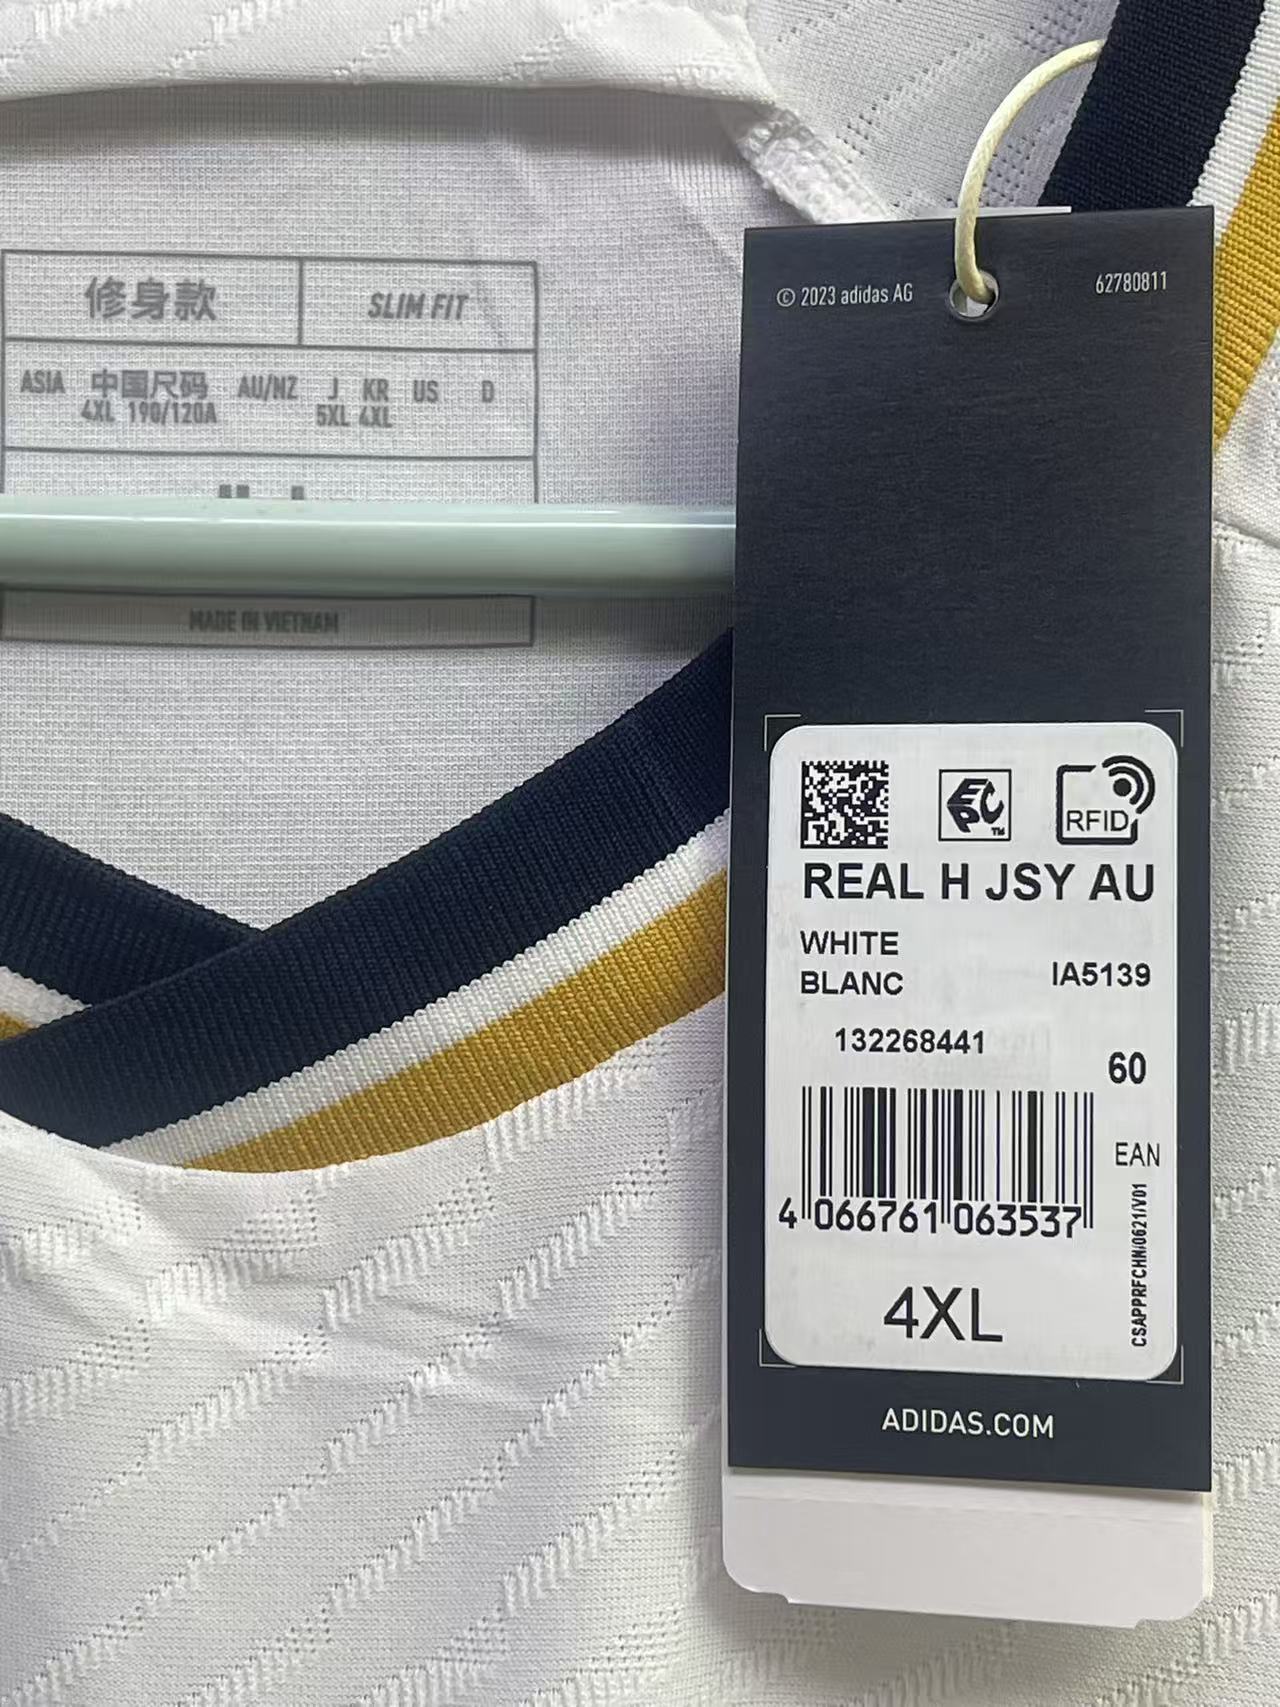 修身款 SLIM FIT
ASIA 中国尺码 AU/NZ J KR US D
4XL 190/120A 5XL 4XL
MADE IN VIETNAM
© 2023 adidas AG 62780811
EPC TM
RFID
REAL H JSY AU
WHITE
BLANC IA5139
132268441
60
EAN
4 066761 063537
CSAPPRFCHN/0621/V01
4XL
ADIDAS.COM